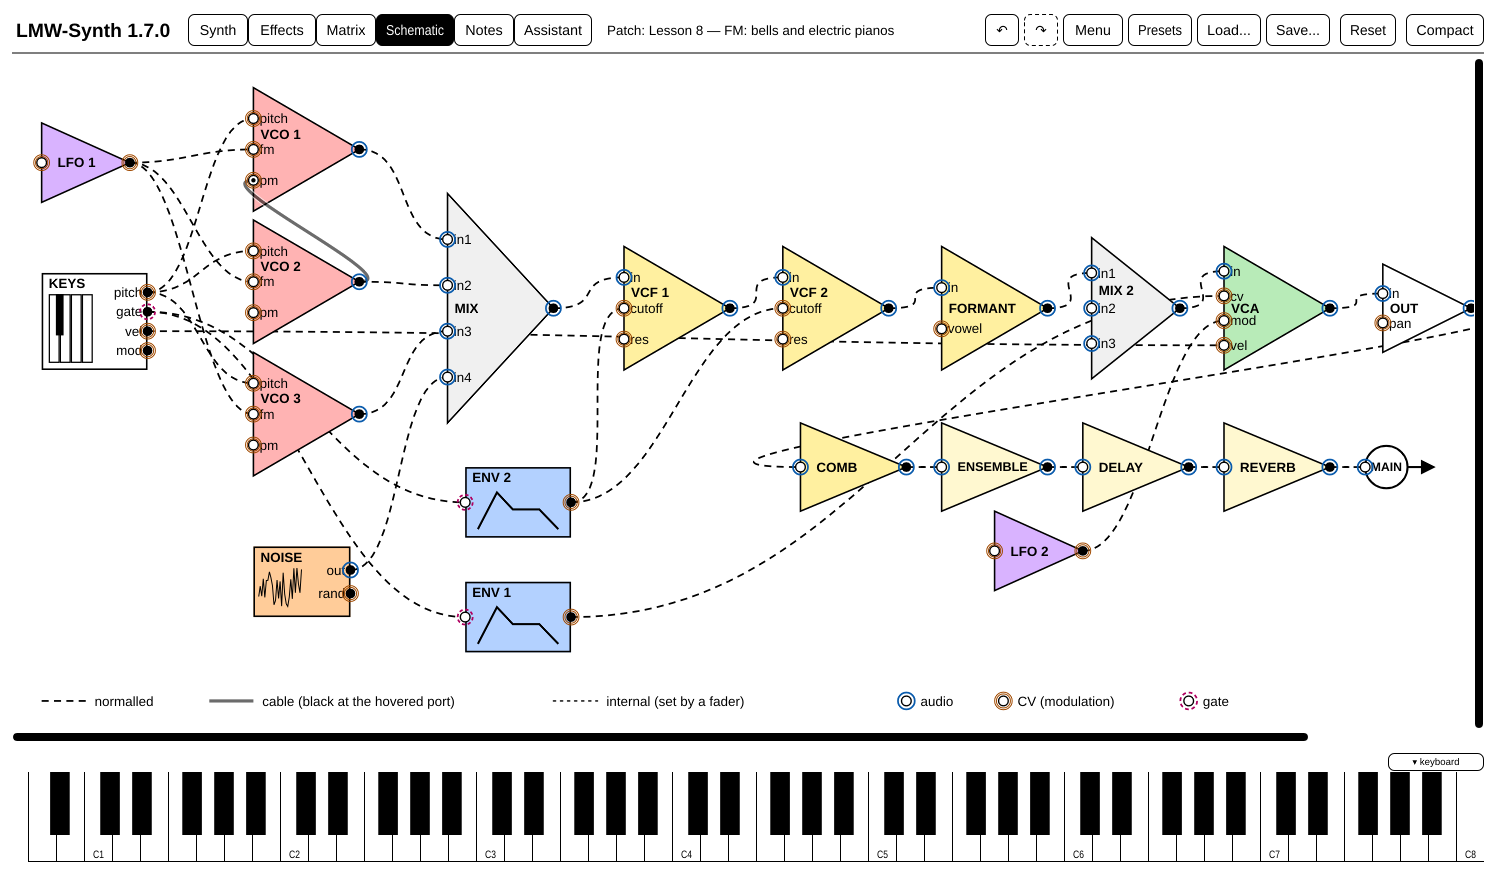 LMW-Synth 1.7.0 Synth Effects Matrix Schematic Notes Assistant Patch: Lesson 8 — FM: bells and electric pianos ↶ ↷ Menu Presets Load... Save... Reset Compact
LFO 1
pitch
VCO 1
fm
pm
KEYS
pitch
gate
vel
mod
pitch
VCO 2
fm
pm
pitch
VCO 3
fm
pm
in1
in2
MIX
in3
in4
in
VCF 1
cutoff
res
in
VCF 2
cutoff
res
in
FORMANT
vowel
in1
MIX 2
in2
in3
in
cv
VCA
mod
vel
in
OUT
pan
COMB
ENSEMBLE
DELAY
REVERB
MAIN
ENV 2
LFO 2
NOISE
out
rand
ENV 1
normalled
cable (black at the hovered port)
internal (set by a fader)
audio
CV (modulation)
gate
▾ keyboard
C1 C2 C3 C4 C5 C6 C7 C8